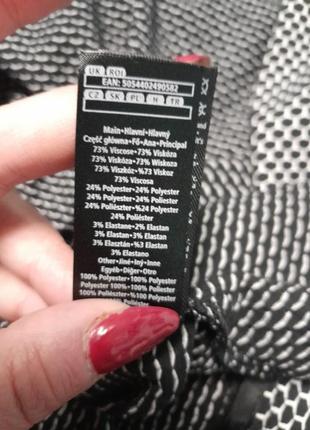 UK ROI
EAN: 5054402490582
CZ SK PL H TR
Main•Hlavní•Hlavný
Część główna•Fő•Ana•Principal
73% Viscose•73% Viskóza
73% Viskóza•73% Wiskoza
73% Viszkóz•%73 Viskoz
73% Viscosa
24% Polyester•24% Polyester
24% Polyester•24% Polyester
24% Poliészter•%24 Polyester
24% Poliéster
3% Elastane•2% Elastan
3% Elastan•3% Elastan
3% Elasztán•%3 Elastan
3% Elastano
Other•Jiné•Iný•Inne
Egyéb•Diğer•Otro
100% Polyester•100% Polyester
Polyester 100%•100% Poliester
Poliészter•%100 Polyester
Poliéster